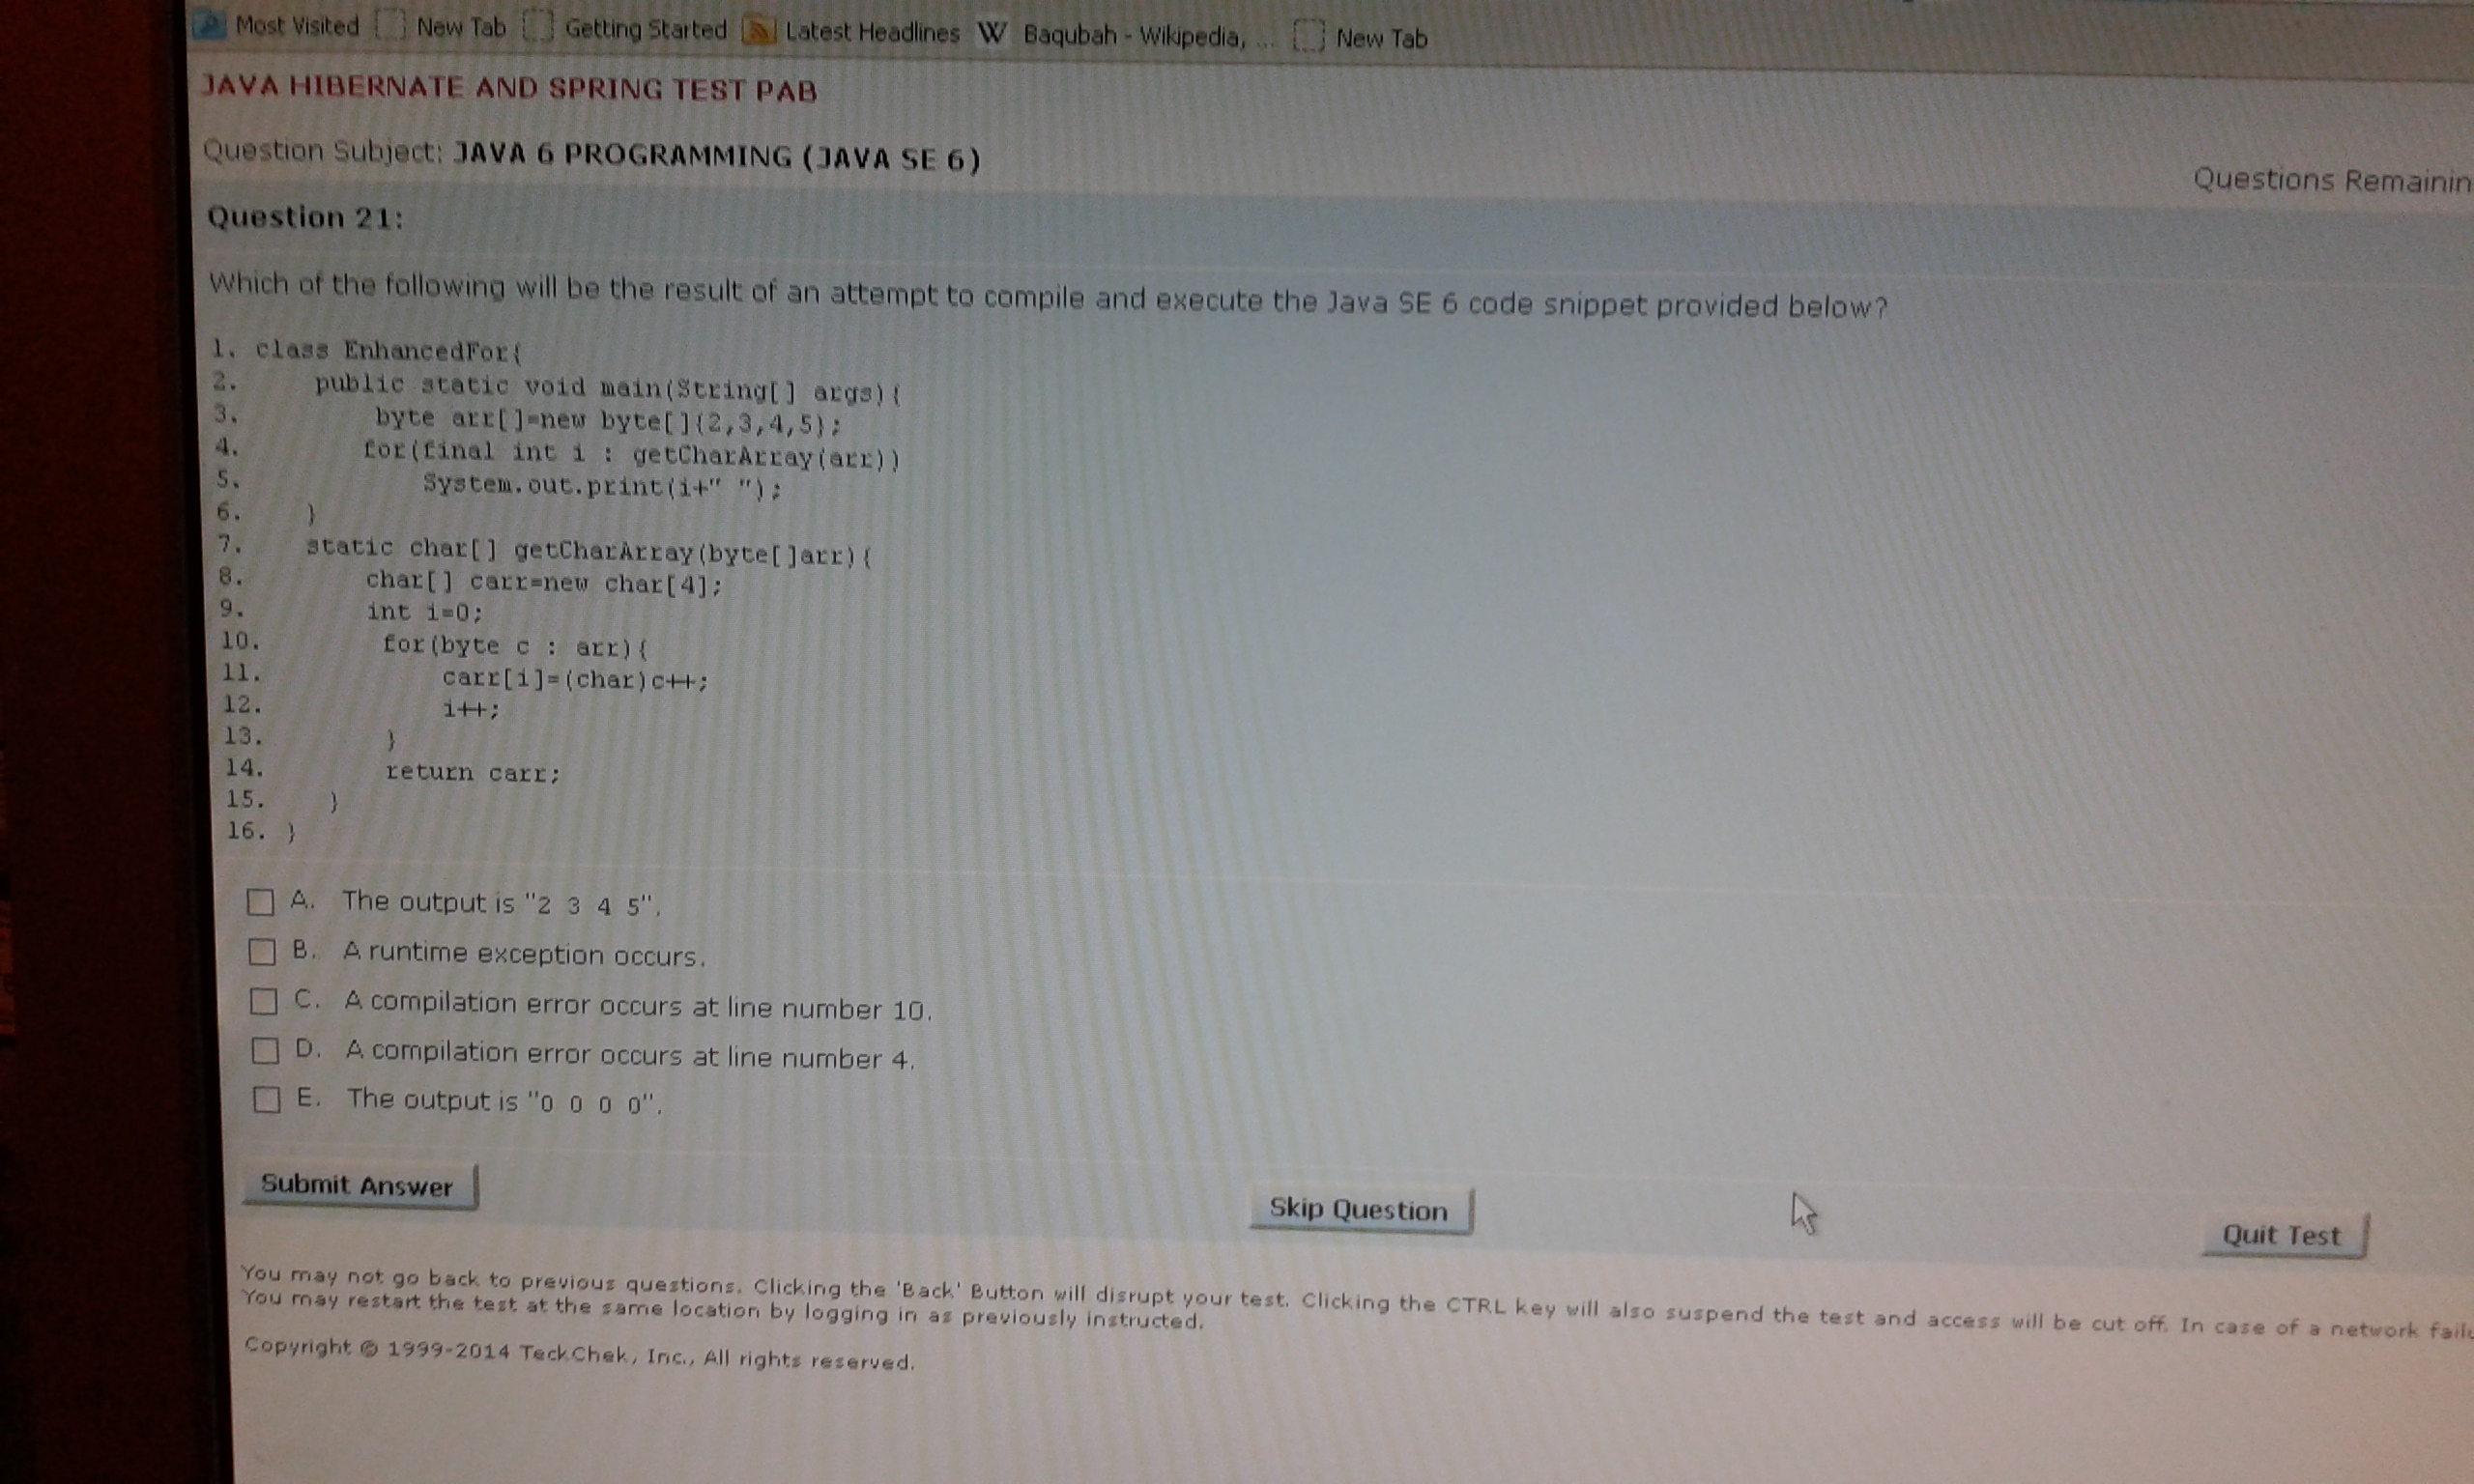 Most Visited New Tab Getting Started Latest Headlines W Baqubah - Wikipedia, ... New Tab
JAVA HIBERNATE AND SPRING TEST PAB
Question Subject: JAVA 6 PROGRAMMING (JAVA SE 6)
Questions Remainin
Question 21:
Which of the following will be the result of an attempt to compile and execute the Java SE 6 code snippet provided below?
1. class EnhancedFor{
2. public static void main(String[] args){
3. byte arr[]=new byte[]{2,3,4,5};
4. for(final int i : getCharArray(arr))
5. System.out.print(i+" ");
6. }
7. static char[] getCharArray(byte[]arr){
8. char[] carr=new char[4];
9. int i=0;
10. for(byte c : arr){
11. carr[i]=(char)c++;
12. i++;
13. }
14. return carr;
15. }
16. }
A. The output is "2 3 4 5".
B. A runtime exception occurs.
C. A compilation error occurs at line number 10.
D. A compilation error occurs at line number 4.
E. The output is "0 0 0 0".
Submit Answer
Skip Question
Quit Test
You may not go back to previous questions. Clicking the 'Back' Button will disrupt your test. Clicking the CTRL key will also suspend the test and access will be cut off. In case of a network failu
You may restart the test at the same location by logging in as previously instructed.
Copyright © 1999-2014 TeckChek, Inc., All rights reserved.